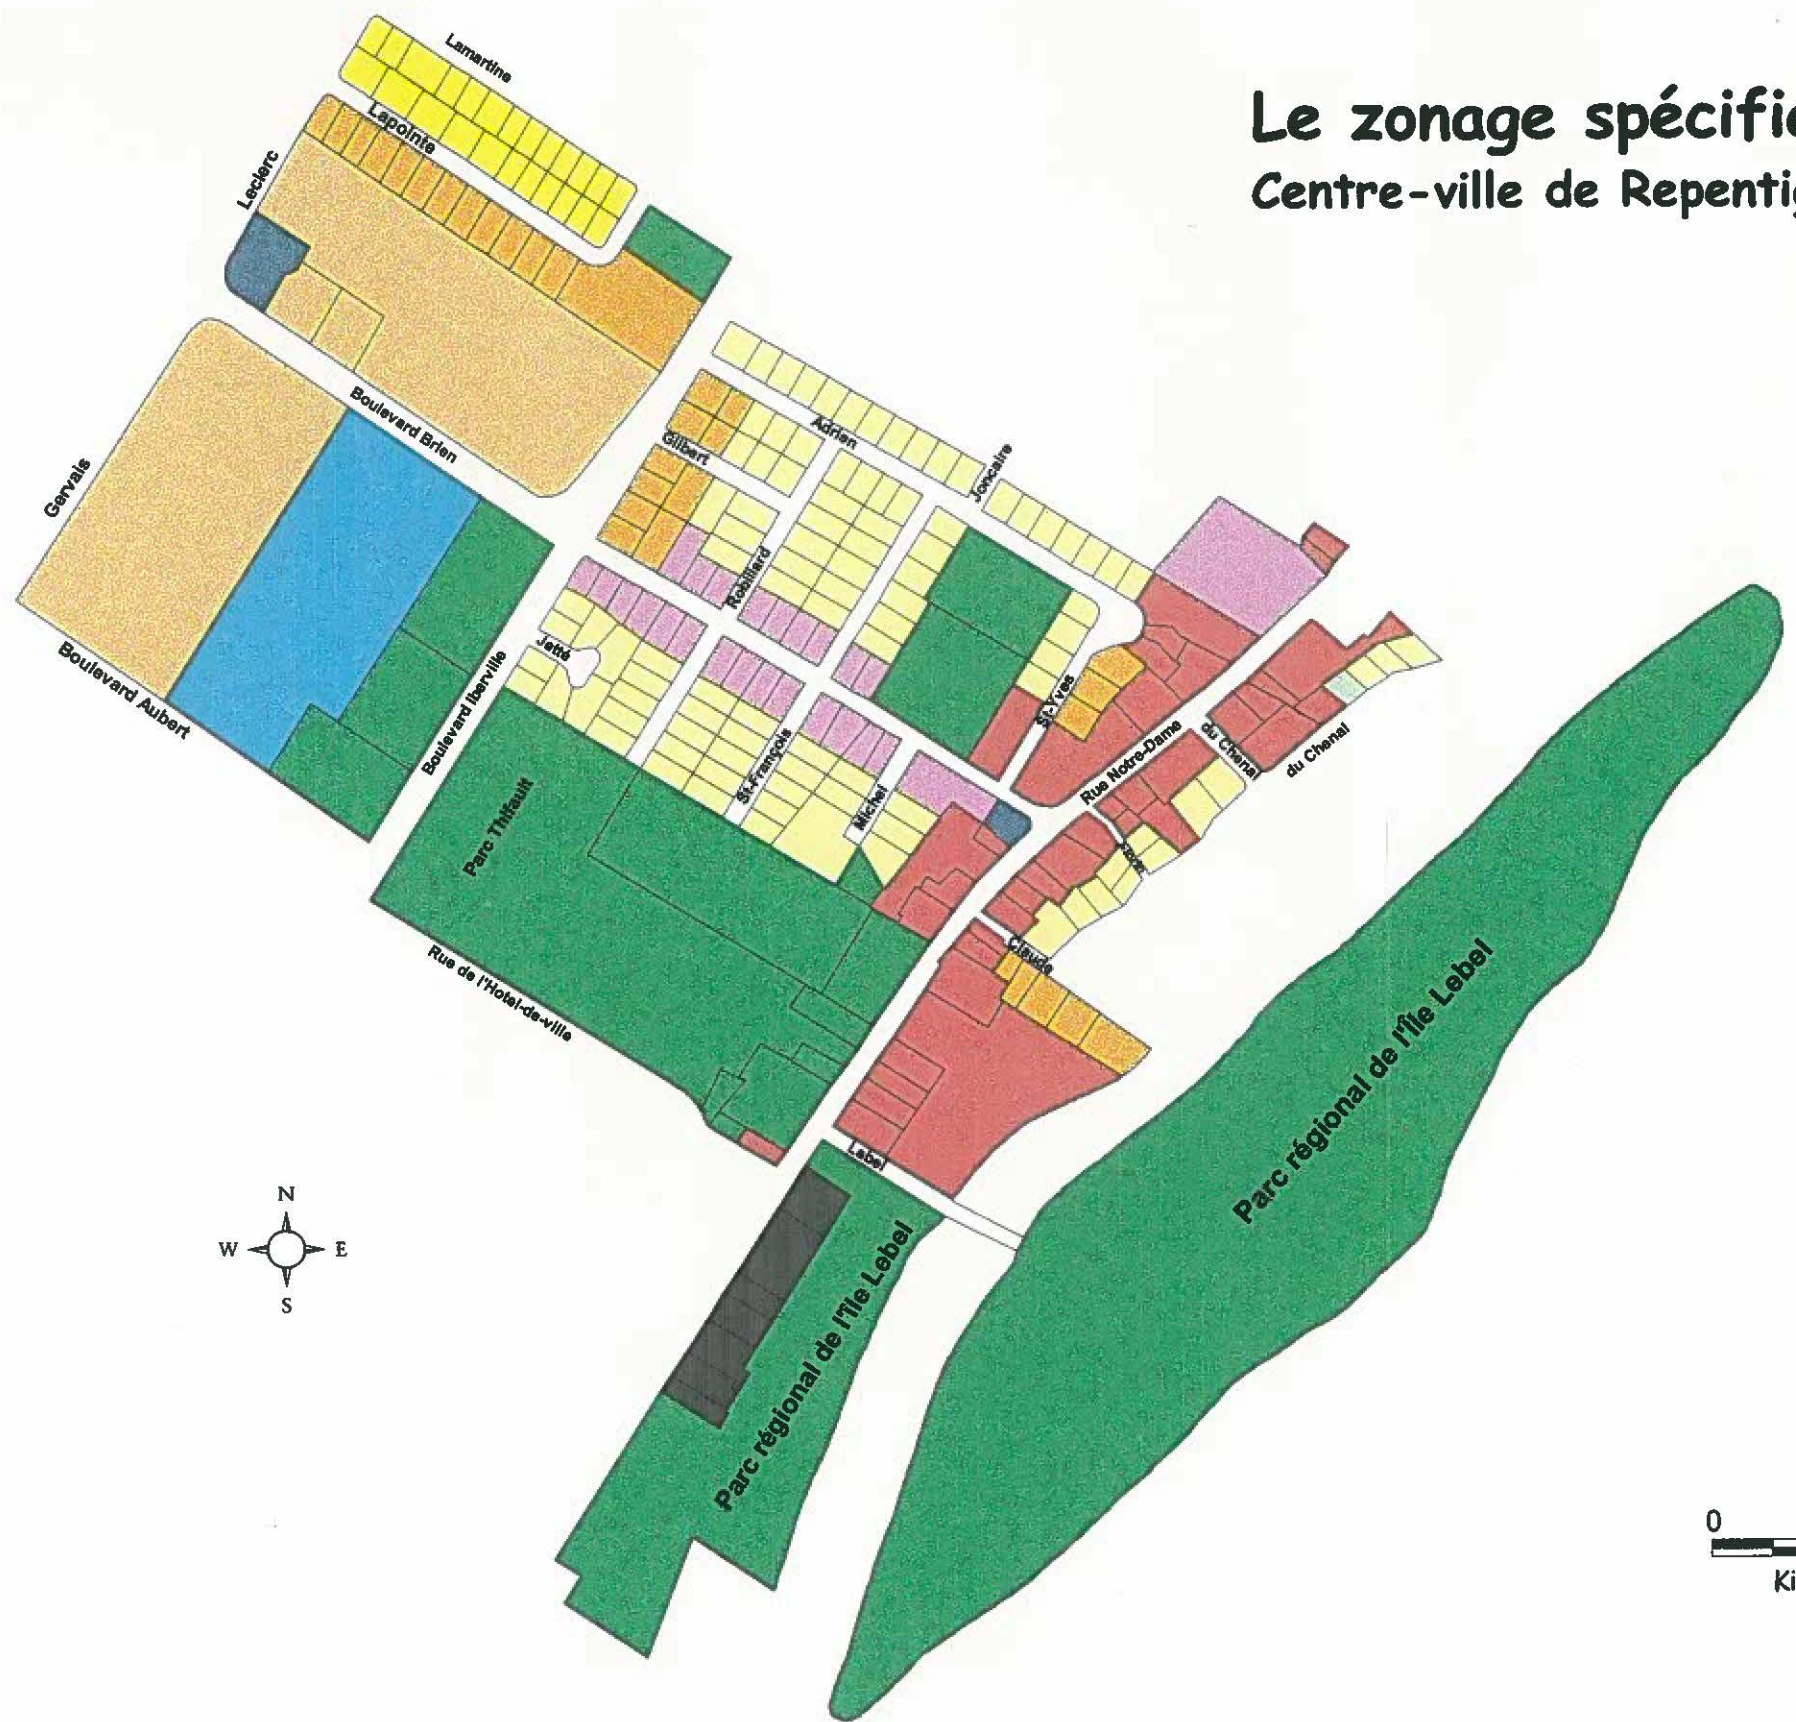 Le zonage spécifi
Centre-ville de Repenti
Lamartine
Lapointe
Leclerc
Boulevard Brien
Gervais
Boulevard Aubert
Boulevard Iberville
Adrien
Gilbert
Joncaire
Robillard
Jetté
St-Yves
Rue Notre-Dame
du Chenal
du Chenal
St-François
Michel
Parc Thifault
Claude
Rue de l'Hotel-de-ville
Lebel
Parc régional de l'Île Lebel
Parc régional de l'Île Lebel
N
W E
S
0
Ki